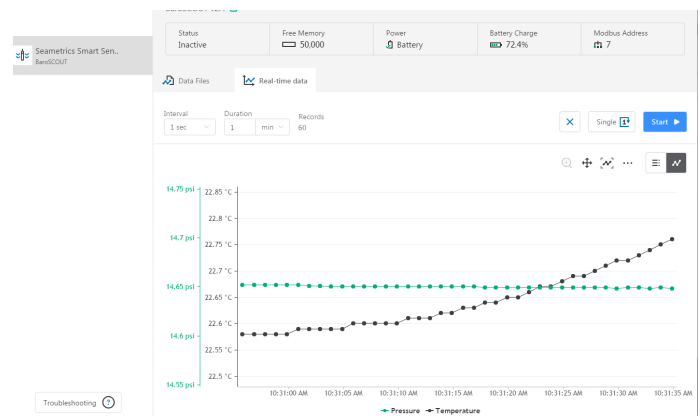 Status
Inactive
Free Memory
50,000
Power
Battery
Battery Charge
72.4%
Modbus Address
7
Seametrics Smart Sen..
BaroSCOUT
Data Files
Real-time data
Interval
1 sec
Duration
1 min
Records
60
Single
Start
14.75 psi
14.7 psi
14.65 psi
14.6 psi
14.55 psi
22.85 °C
22.8 °C
22.75 °C
22.7 °C
22.65 °C
22.6 °C
22.55 °C
22.5 °C
10:31:00 AM 10:31:05 AM 10:31:10 AM 10:31:15 AM 10:31:20 AM 10:31:25 AM 10:31:30 AM 10:31:35 AM
Pressure Temperature
Troubleshooting ?